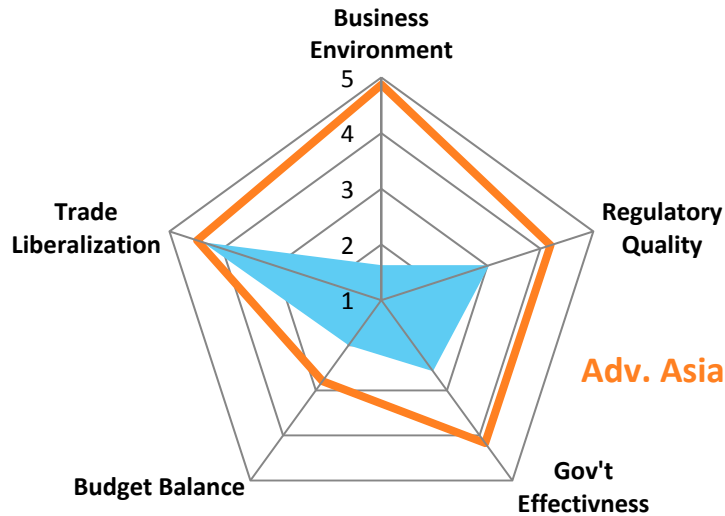 Business
Environment
5
4
3
2
1
Trade
Liberalization
Regulatory
Quality
Adv. Asia
Budget Balance
Gov't
Effectivness